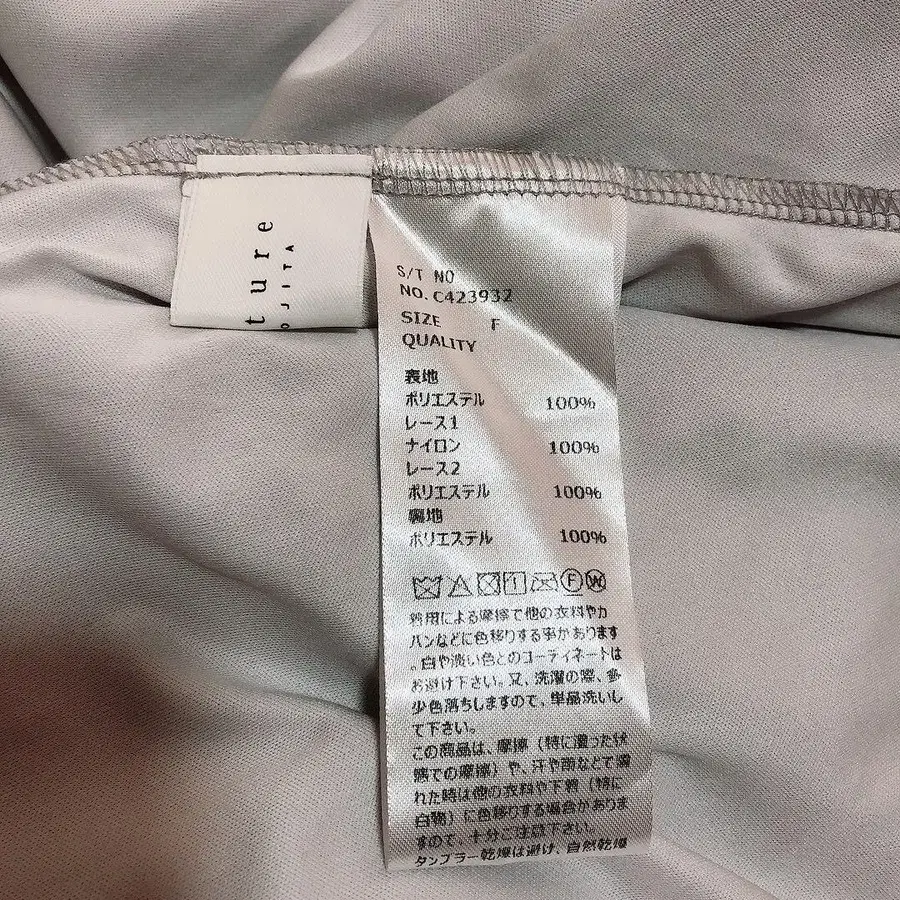 ture
OJITA
S/T NO
NO. C423932
SIZE F
QUALITY
表地
ポリエステル 100%
レース1
ナイロン 100%
レース2
ポリエステル 100%
裏地
ポリエステル 100%
F W
着用による摩擦で他の衣料やカ
バンなどに色移りする事があります
。白や淡い色とのコーディネートは
お避け下さい。又、洗濯の際、多
少色落ちしますので、単品洗いし
て下さい。
この商品は、摩擦（特に湿った状
態での摩擦）や、汗や雨などで濡
れた時は他の衣料や下着（特に
白物）に色移りする場合がありま
すので、十分ご注意下さい。
タンブラー乾燥は避け、自然乾燥